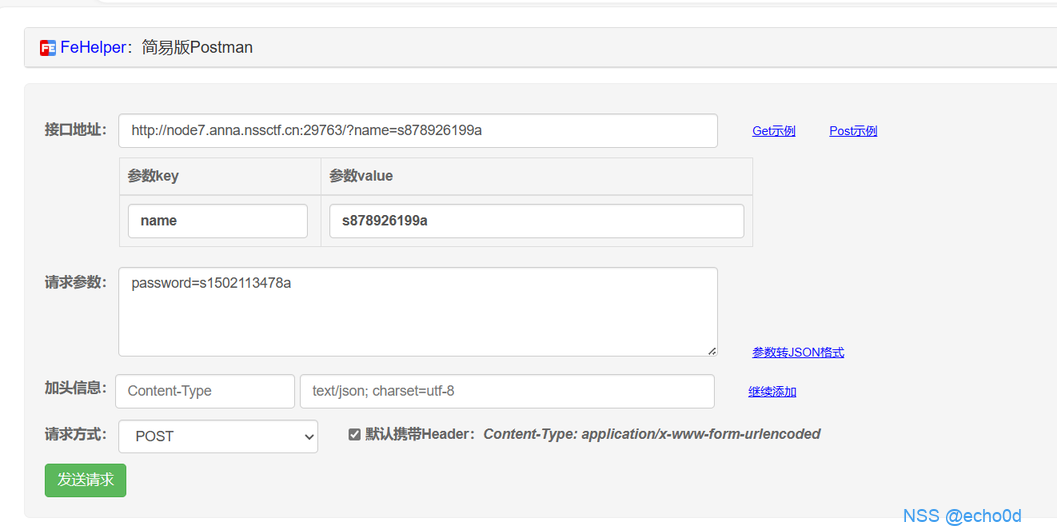 FeHelper：简易版Postman
接口地址： http://node7.anna.nssctf.cn:29763/?name=s878926199a Get示例 Post示例
参数key 参数value
name s878926199a
请求参数： password=s1502113478a
参数转JSON格式
加头信息： Content-Type text/json; charset=utf-8 继续添加
请求方式： POST 默认携带Header：Content-Type: application/x-www-form-urlencoded
发送请求
NSS @echo0d